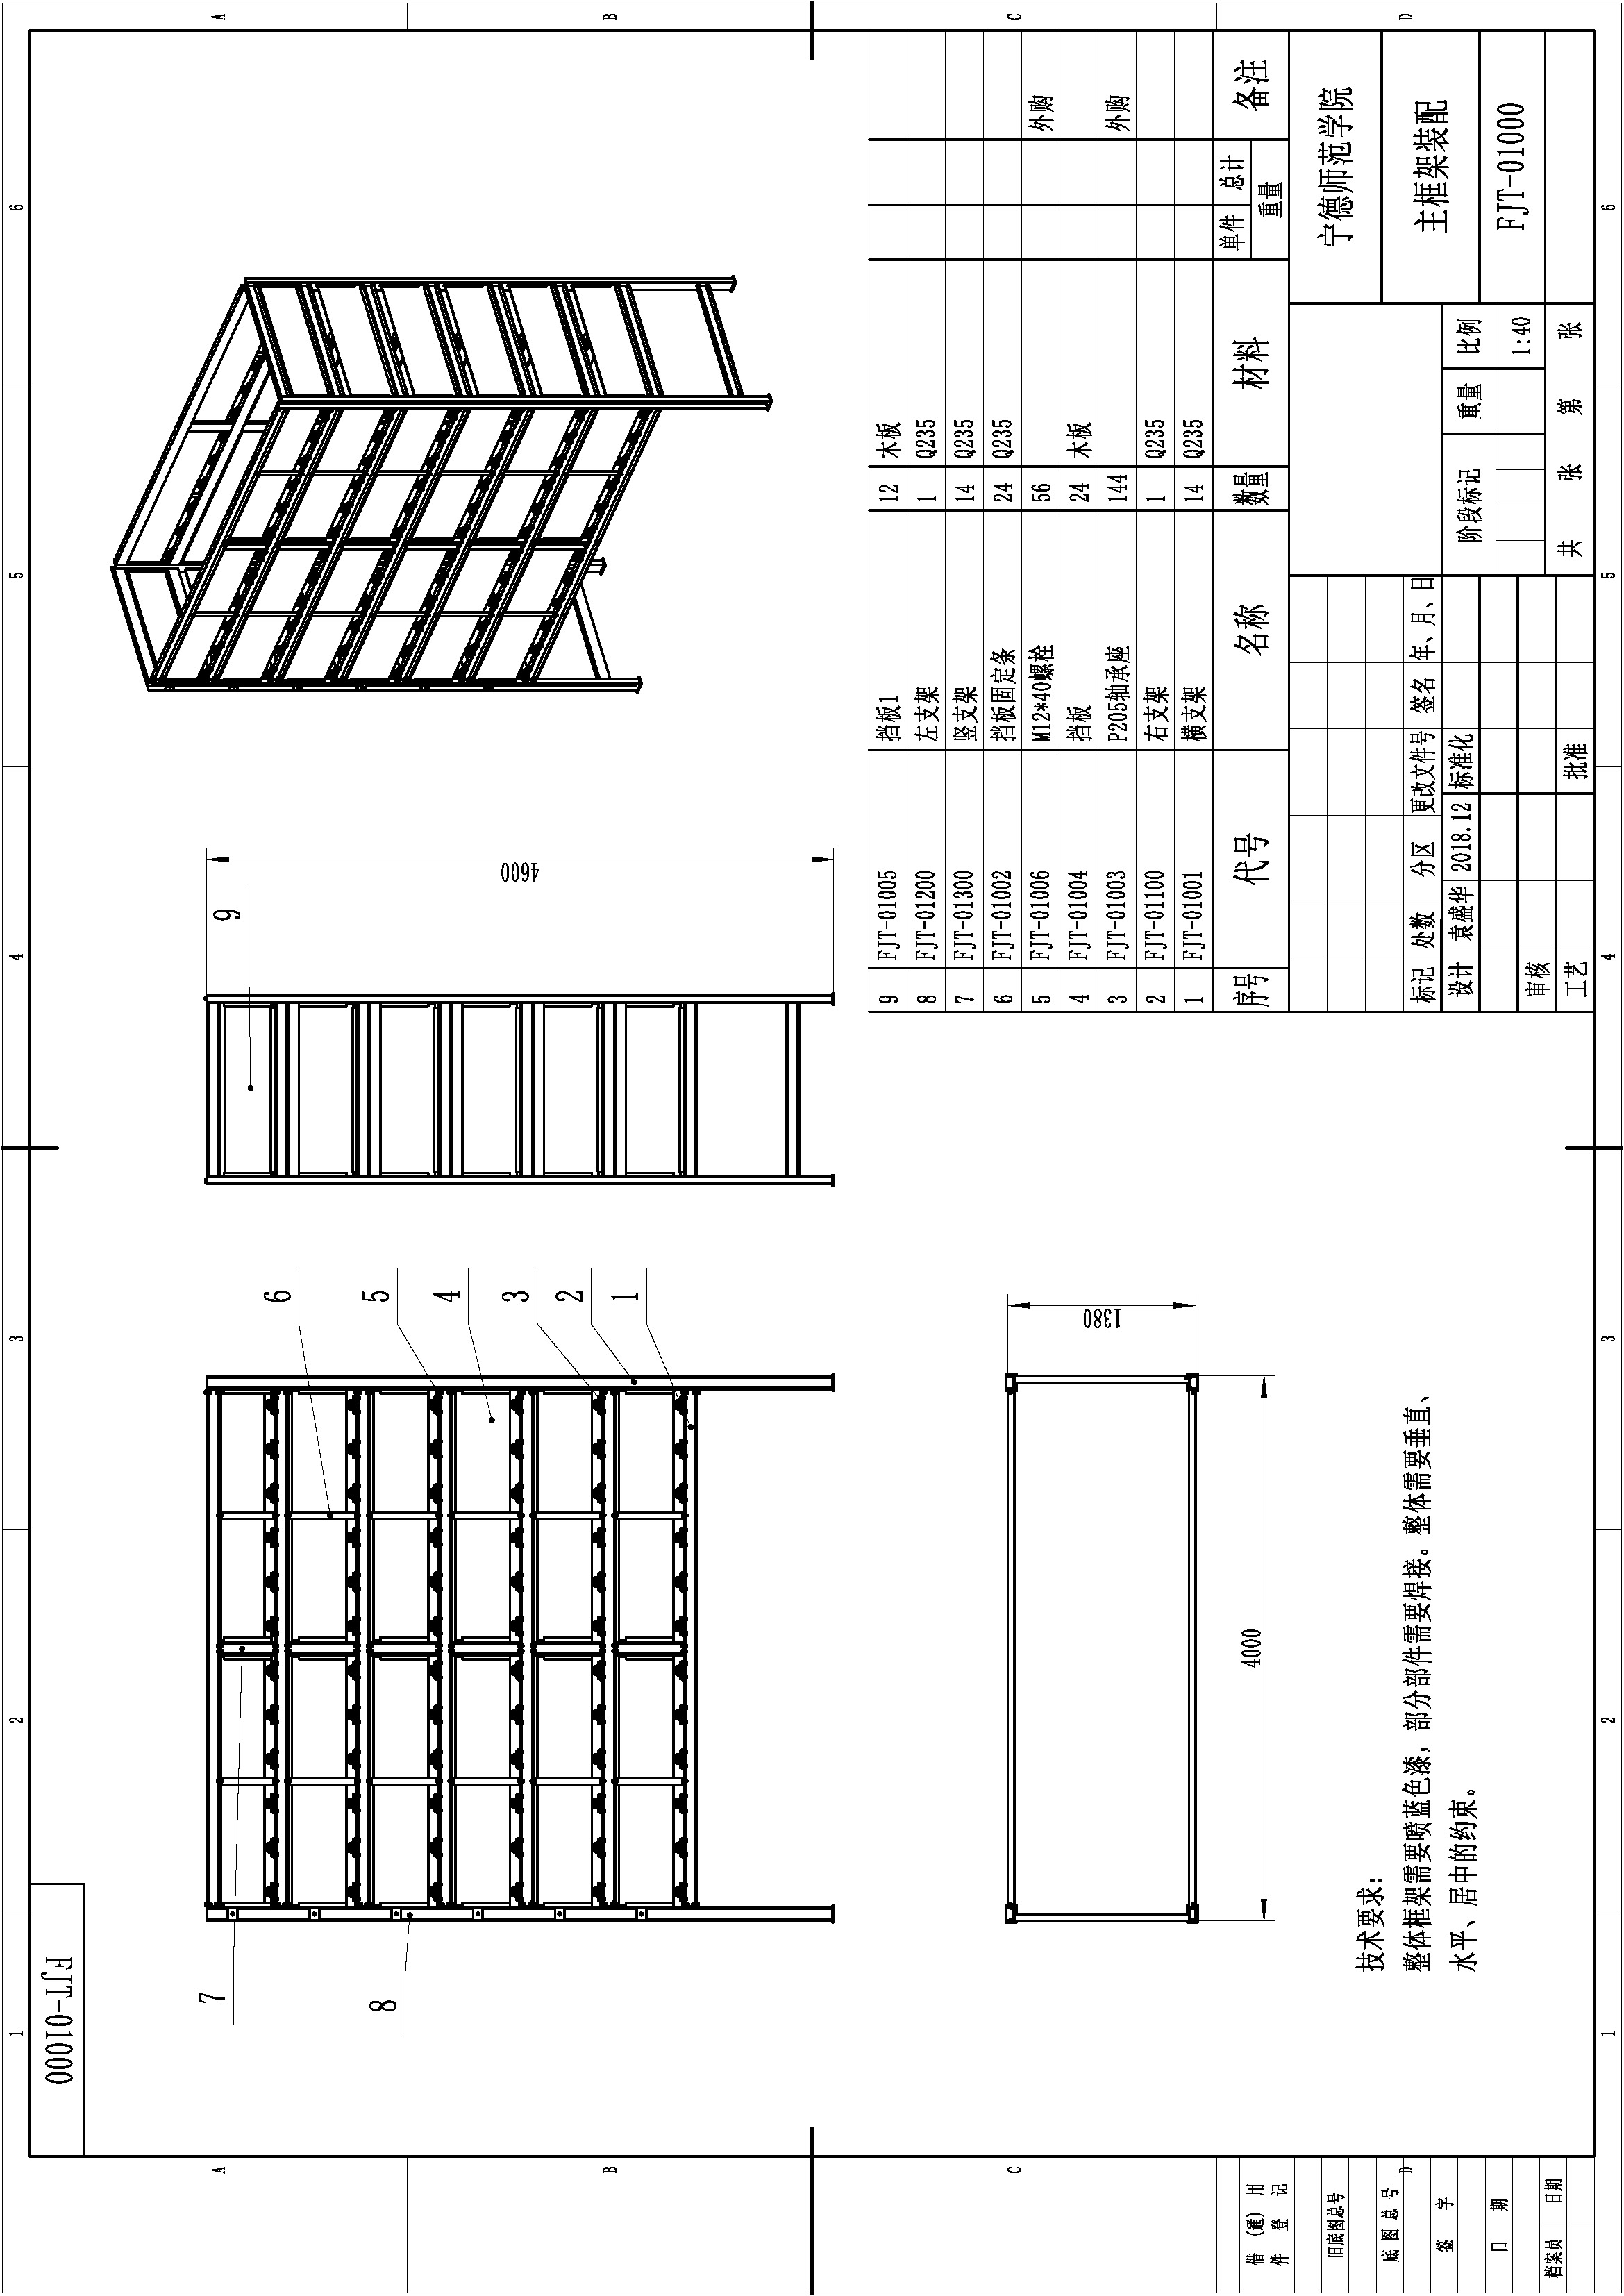 FJT-01000
1 2 3 4 5 6
A
B
C
D
7
8
6
5
4
3
2
1
9
4600
1380
4000
技术要求：
整体框架需要喷蓝色漆，部分部件需要焊接。整体需要垂直、
水平、居中的约束。
9 FJT-01005 挡板1 12 木板
8 FJT-01200 左支架 1 Q235
7 FJT-01300 竖支架 14 Q235
6 FJT-01002 挡板固定条 24 Q235
5 FJT-01006 M12*40螺栓 56 外购
4 FJT-01004 挡板 24 木板
3 FJT-01003 P205轴承座 144 外购
2 FJT-01100 右支架 1 Q235
1 FJT-01001 横支架 14 Q235
序号 代号 名称 数量 材料 单件 总计 备注
重量
宁德师范学院
标记 处数 分区 更改文件号 签名 年、月、日
设计 袁盛华 2018.12 标准化 阶段标记 重量 比例
主框架装配
1:40
FJT-01000
审核
工艺 批准 共 张 第 张
借 (通) 用
件 登 记
旧底图总号
底 图 总 号
签 字
日 期
档案员 日期
A
B
C
D
1 2 3 4 5 6